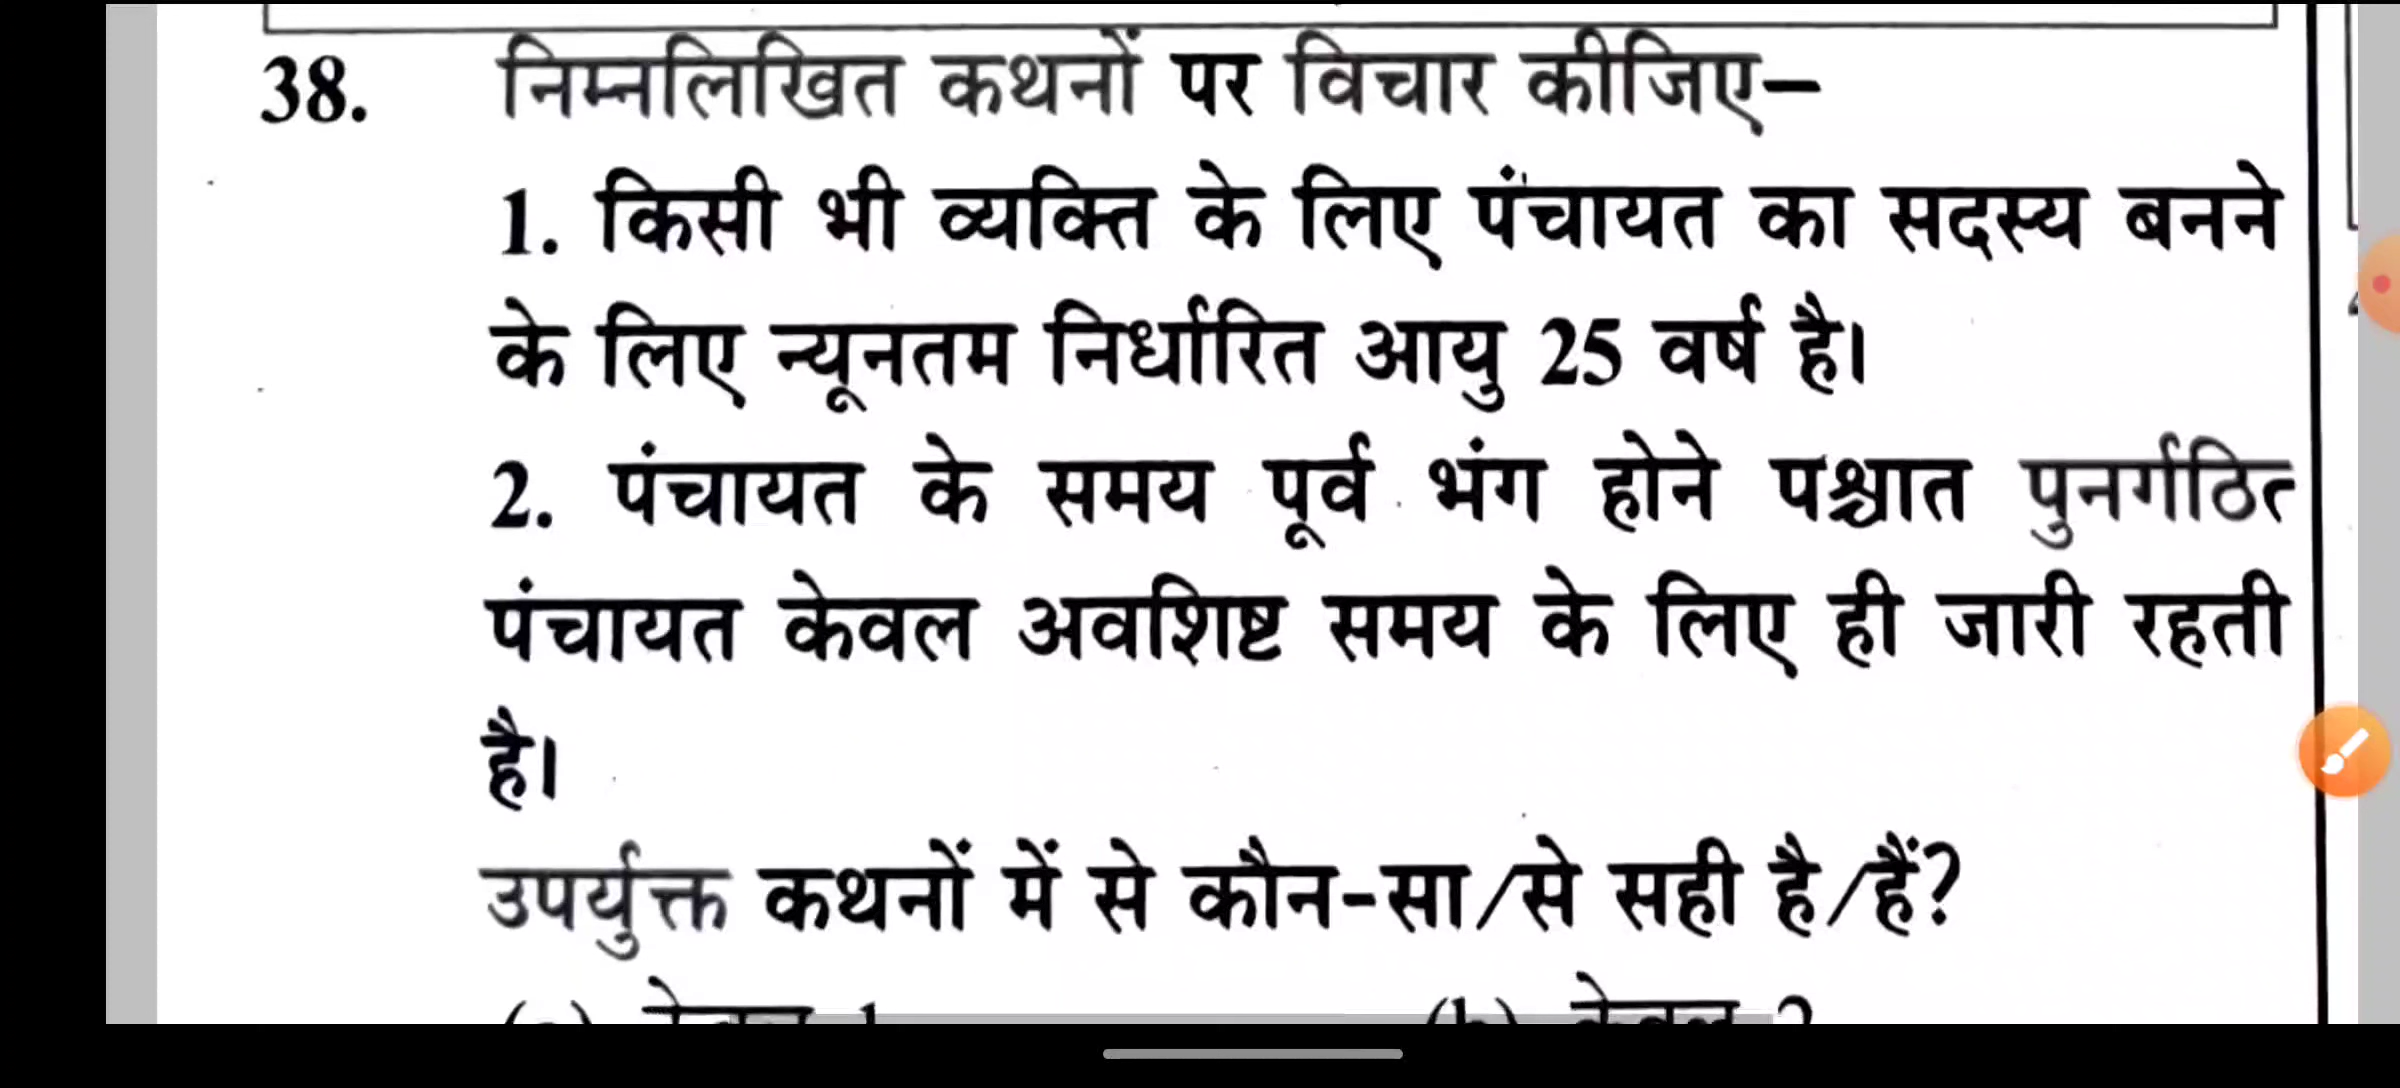 38. निम्नलिखित कथनों पर विचार कीजिए–
1. किसी भी व्यक्ति के लिए पंचायत का सदस्य बनने
के लिए न्यूनतम निर्धारित आयु 25 वर्ष है।
2. पंचायत के समय पूर्व भंग होने पश्चात पुनर्गठित
पंचायत केवल अवशिष्ट समय के लिए ही जारी रहती
है।
उपर्युक्त कथनों में से कौन-सा/से सही है/हैं?